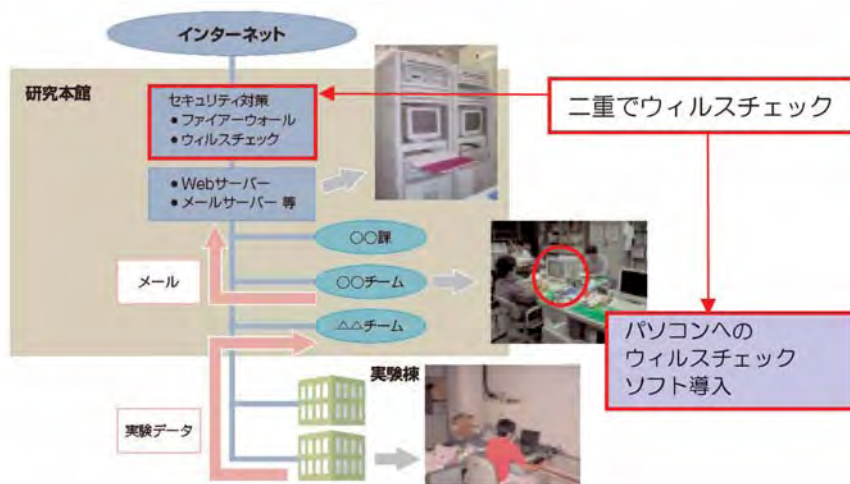 インターネット
研究本館
セキュリティ対策
● ファイアーウォール
● ウィルスチェック
二重でウィルスチェック
● Webサーバー
● メールサーバー 等
〇〇課
メール
〇〇チーム
△△チーム
パソコンへの
ウィルスチェック
ソフト導入
実験棟
実験データ